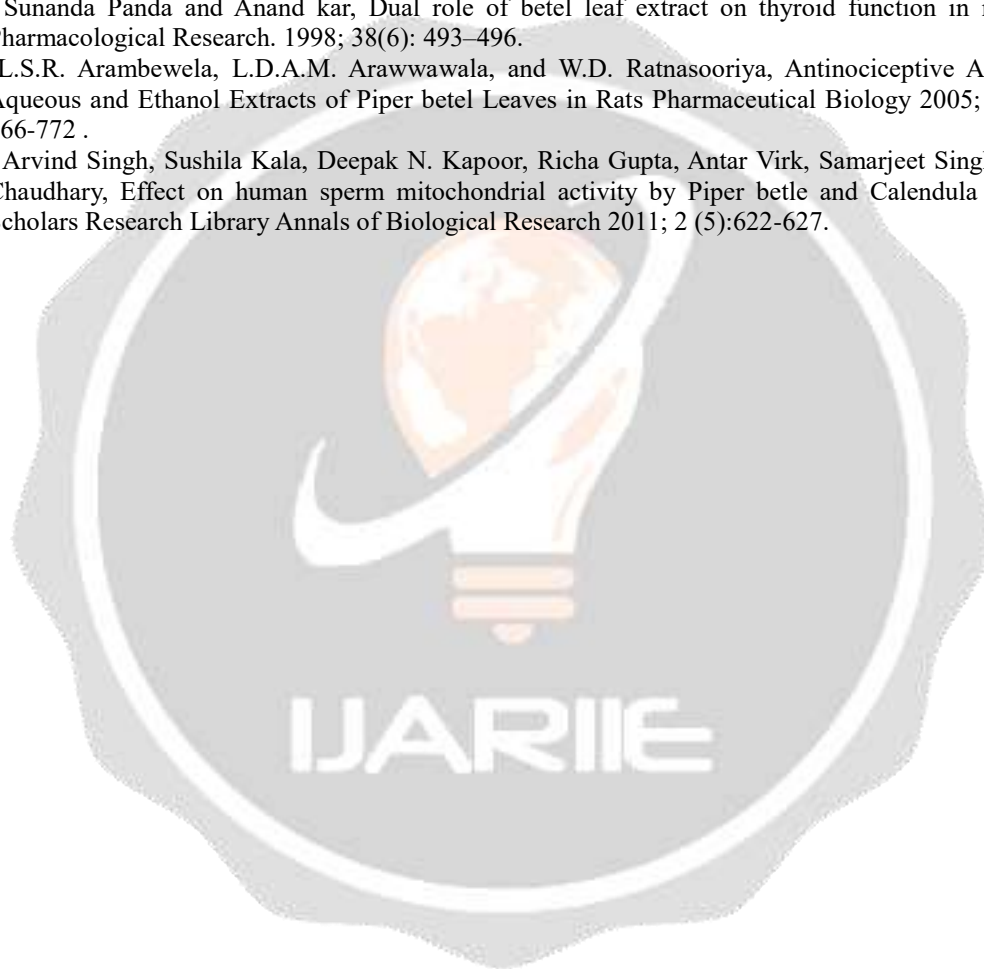 Sunanda Panda and Anand kar, Dual role of betel leaf extract on thyroid function in
Pharmacological Research. 1998; 38(6): 493–496.
L.S.R. Arambewela, L.D.A.M. Arawwawala, and W.D. Ratnasooriya, Antinociceptive
Aqueous and Ethanol Extracts of Piper betel Leaves in Rats Pharmaceutical Biology 2005;
66-772 .
Arvind Singh, Sushila Kala, Deepak N. Kapoor, Richa Gupta, Antar Virk, Samarjeet Singh
Chaudhary, Effect on human sperm mitochondrial activity by Piper betle and Calendula
cholars Research Library Annals of Biological Research 2011; 2 (5):622-627.
IJARIIE